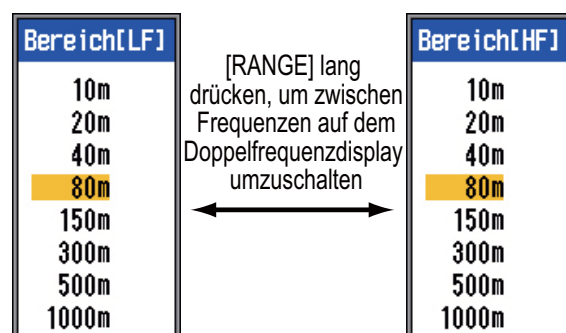 Bereich[LF]
10m
20m
40m
80m
150m
300m
500m
1000m
[RANGE] lang
drücken, um zwischen
Frequenzen auf dem
Doppelfrequenzdisplay
umzuschalten
Bereich[HF]
10m
20m
40m
80m
150m
300m
500m
1000m